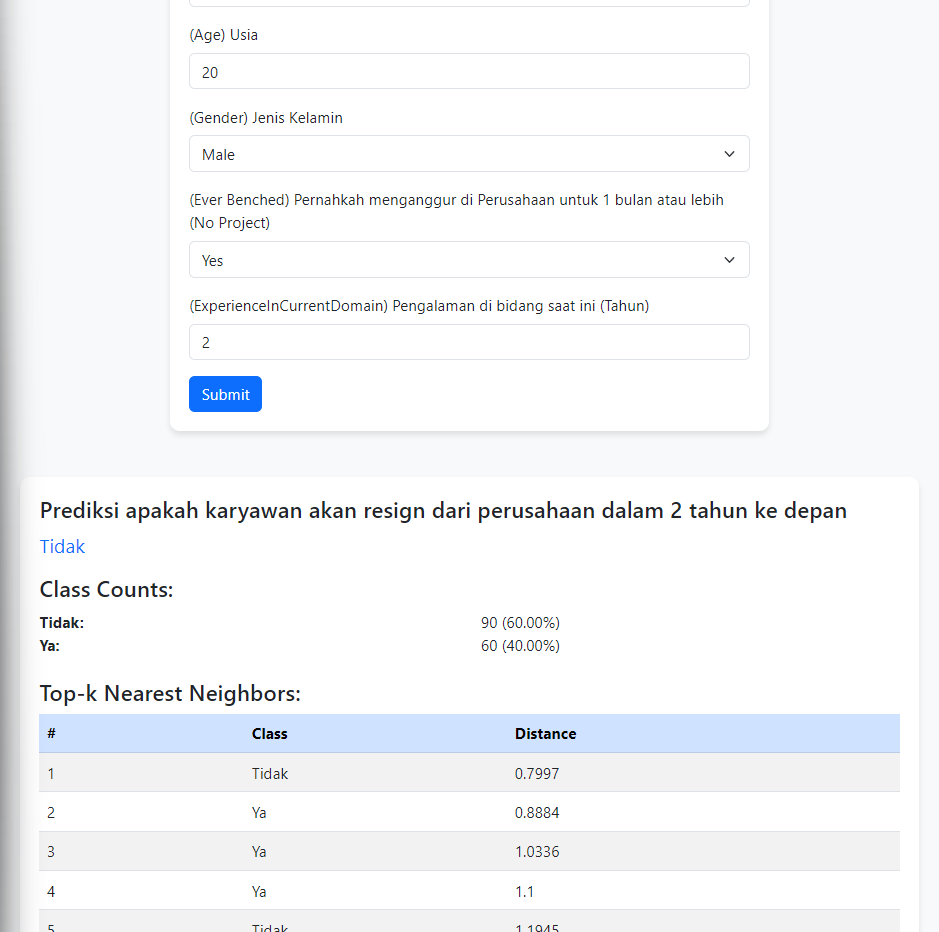 (Age) Usia
20
(Gender) Jenis Kelamin
Male
(Ever Benched) Pernahkah menganggur di Perusahaan untuk 1 bulan atau lebih
(No Project)
Yes
(ExperienceInCurrentDomain) Pengalaman di bidang saat ini (Tahun)
2
Submit
Prediksi apakah karyawan akan resign dari perusahaan dalam 2 tahun ke depan
Tidak
Class Counts:
Tidak: 90 (60.00%)
Ya: 60 (40.00%)
Top-k Nearest Neighbors:
# Class Distance
1 Tidak 0.7997
2 Ya 0.8884
3 Ya 1.0336
4 Ya 1.1
5 Tidak 1.1945